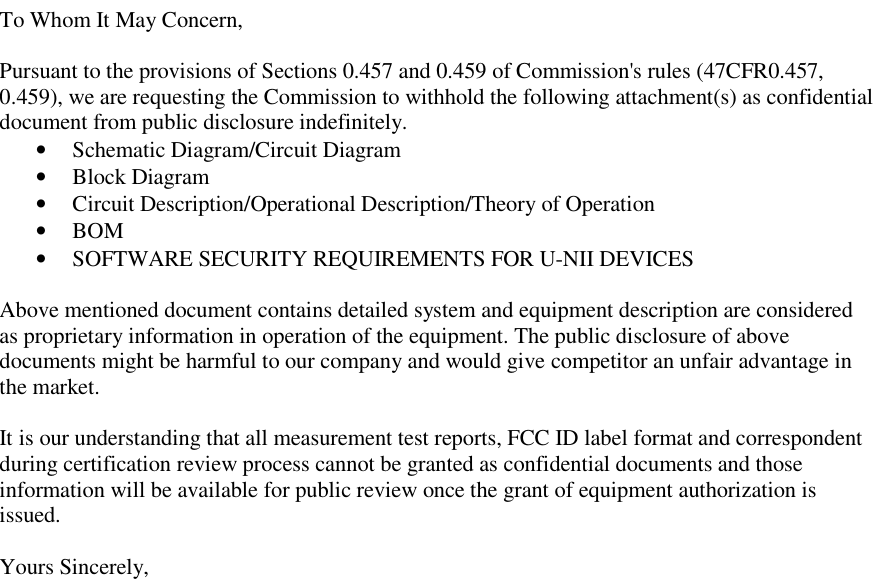 To Whom It May Concern,
Pursuant to the provisions of Sections 0.457 and 0.459 of Commission's rules (47CFR0.457,
0.459), we are requesting the Commission to withhold the following attachment(s) as confidential
document from public disclosure indefinitely.
• Schematic Diagram/Circuit Diagram
• Block Diagram
• Circuit Description/Operational Description/Theory of Operation
• BOM
• SOFTWARE SECURITY REQUIREMENTS FOR U-NII DEVICES
Above mentioned document contains detailed system and equipment description are considered
as proprietary information in operation of the equipment. The public disclosure of above
documents might be harmful to our company and would give competitor an unfair advantage in
the market.
It is our understanding that all measurement test reports, FCC ID label format and correspondent
during certification review process cannot be granted as confidential documents and those
information will be available for public review once the grant of equipment authorization is
issued.
Yours Sincerely,